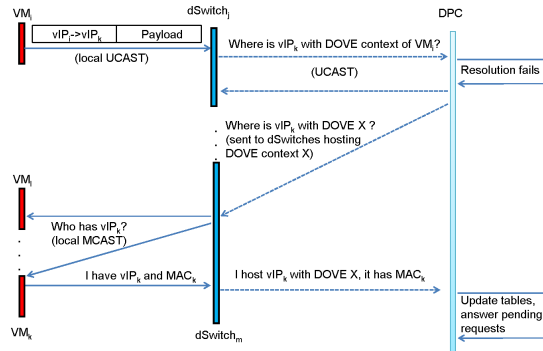 VMi
dSwitchj
DPC
vIPi->vIPk
Payload
(local UCAST)
Where is vIPk with DOVE context of VMi?
(UCAST)
Resolution fails
Where is vIPk with DOVE X ?
(sent to dSwitches hosting
DOVE context X)
VMl
Who has vIPk?
(local MCAST)
I have vIPk and MACk
I host vIPk with DOVE X, it has MACk
Update tables,
answer pending
requests
VMk
dSwitchm